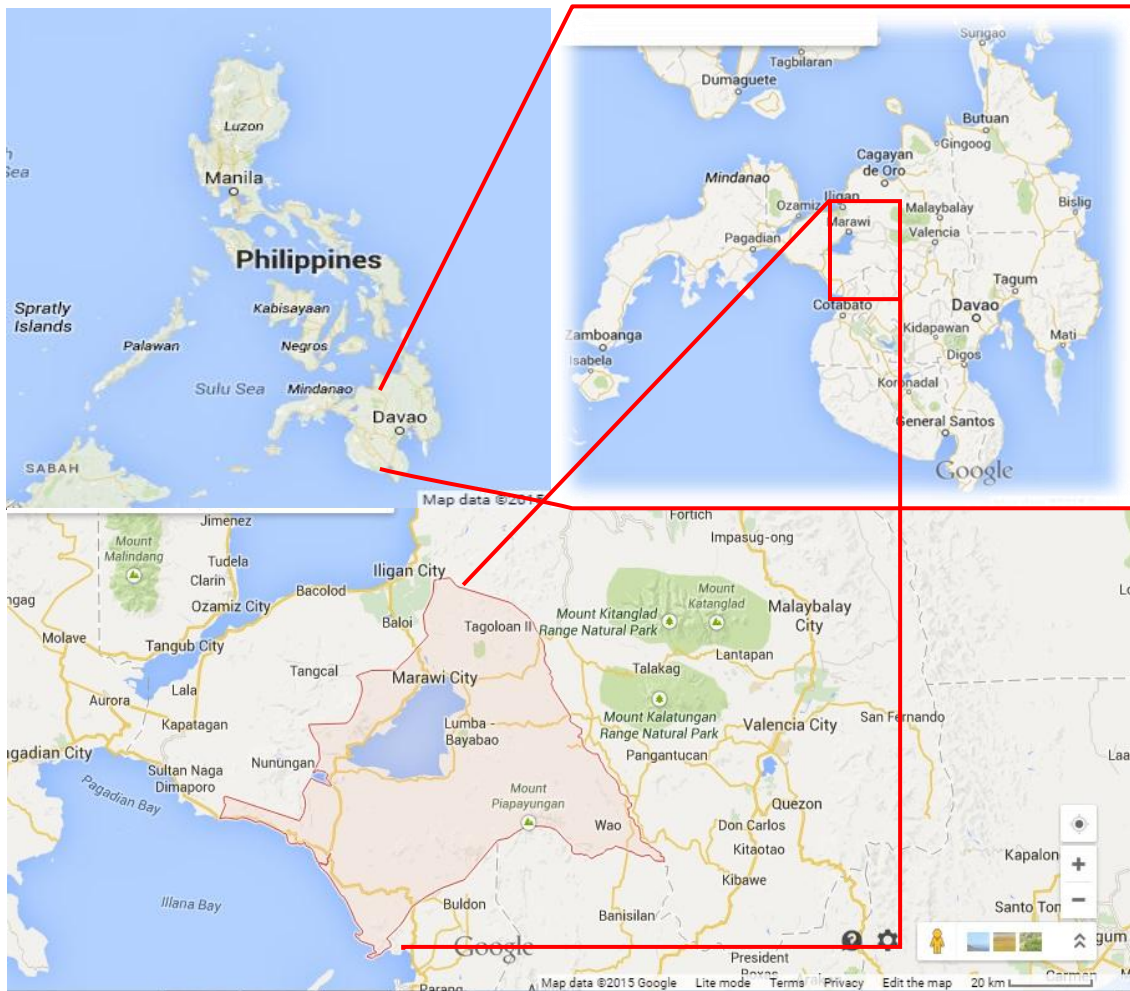 Luzon
Manila
Philippines
Spratly
Islands
Kabisayaan
Palawan
Negros
Sulu Sea
Mindanao
Davao
SABAH
Sea
Map data ©2015
Surigao
Tagbilaran
Dumaguete
Butuan
Gingoog
Cagayan
de Oro
Mindanao
Iligan
Ozamiz
Bislig
Marawi
Malaybalay
Pagadian
Valencia
Tagum
Cotabato
Davao
Zamboanga
Kidapawan
Mati
Isabela
Digos
Koronadal
General Santos
Google
Jimenez
Fortich
Impasug-ong
Mount
Malindang
Tudela
Iligan City
Clarin
Bacolod
Mount
Katanglad
Ozamiz City
Malaybalay
City
Mount Kitanglad
Range Natural Park
Baloi
Tagoloan II
Molave
Tangub City
Lantapan
Tangcal
Talakag
Marawi City
Lala
Aurora
Kapatagan
Lumba -
Bayabao
Mount Kalatungan
Range Natural Park
Valencia City
San Fernando
agadian City
Nunungan
Pangantucan
Sultan Naga
Dimaporo
Pagadian Bay
Mount
Piapayungan
Quezon
Wao
Don Carlos
Kitaotao
Kapalon
Kibawe
Illana Bay
Buldon
Banisilan
Santo Tom
Google
gum
President
Roxas
Carmen
Parang
Map data ©2015 Google Lite mode Terms Privacy Edit the map 20 km